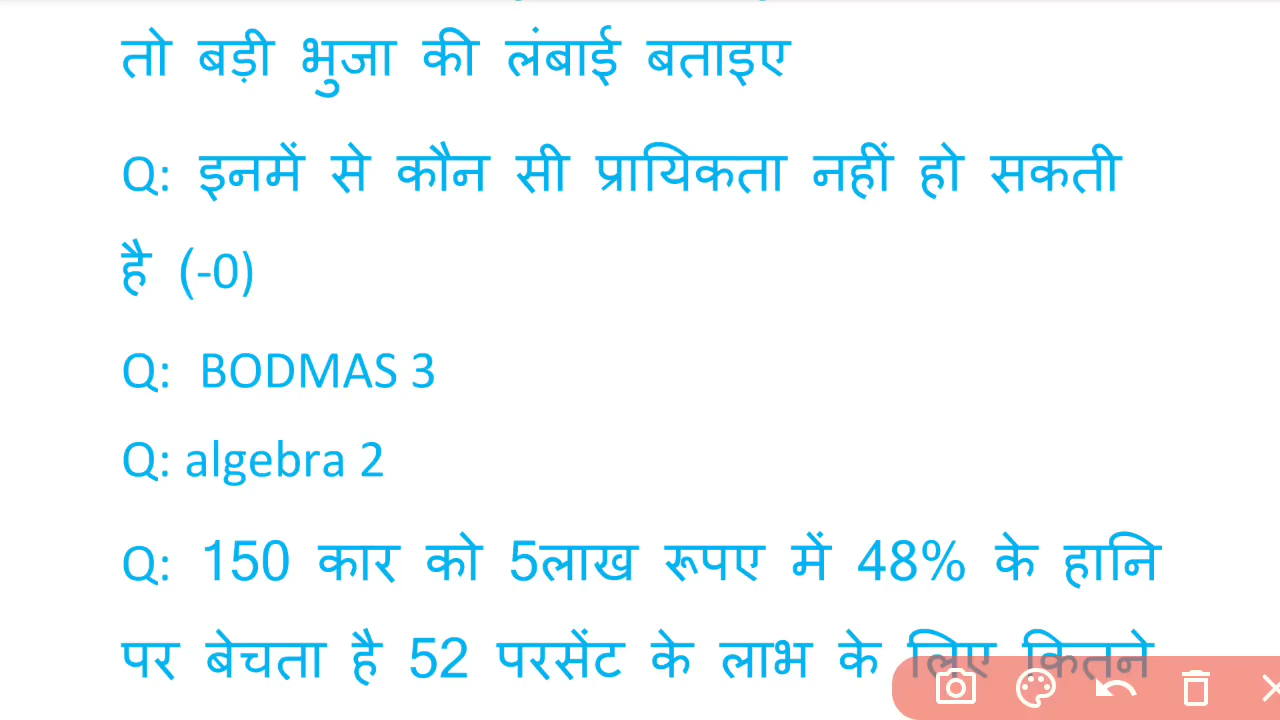 तो बड़ी भुजा की लंबाई बताइए
Q: इनमें से कौन सी प्रायिकता नहीं हो सकती
है (-0)
Q: BODMAS 3
Q: algebra 2
Q: 150 कार को 5लाख रूपए में 48% के हानि
पर बेचता है 52 परसेंट के लाभ के लिए कितने